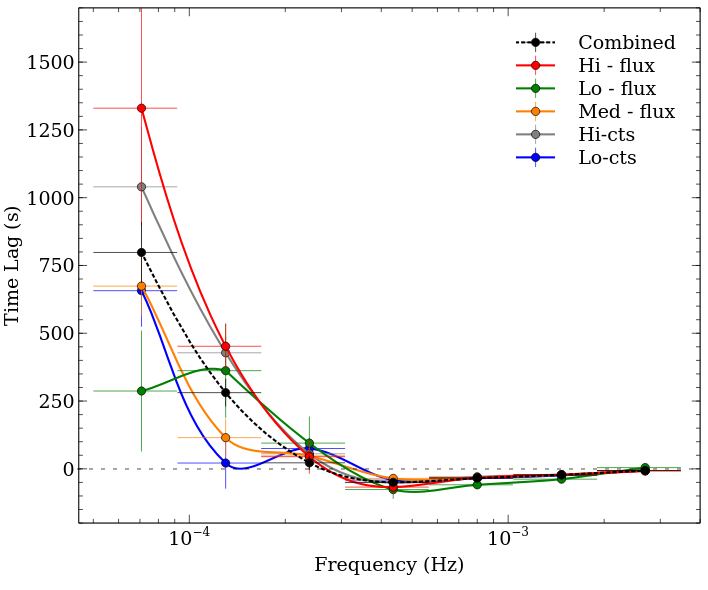 Combined
Hi - flux
Lo - flux
Med - flux
Hi-cts
Lo-cts
1500
1250
1000
750
500
250
0
Time Lag (s)
10⁻⁴
10⁻³
Frequency (Hz)